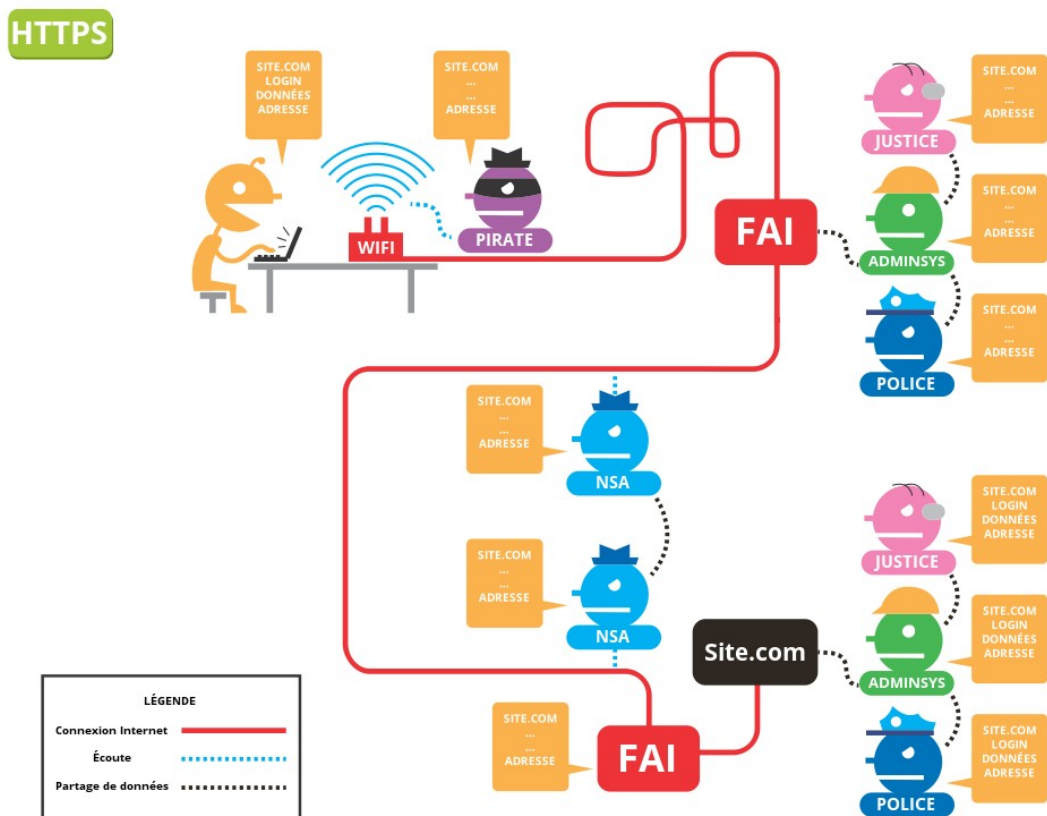 HTTPS
SITE.COM
LOGIN
DONNÉES
ADRESSE
SITE.COM
...
...
ADRESSE
WIFI
PIRATE
FAI
JUSTICE
SITE.COM
...
...
ADRESSE
ADMINSYS
SITE.COM
...
...
ADRESSE
POLICE
SITE.COM
...
...
ADRESSE
SITE.COM
...
...
ADRESSE
NSA
SITE.COM
...
...
ADRESSE
NSA
Site.com
JUSTICE
SITE.COM
LOGIN
DONNÉES
ADRESSE
ADMINSYS
SITE.COM
LOGIN
DONNÉES
ADRESSE
POLICE
SITE.COM
LOGIN
DONNÉES
ADRESSE
SITE.COM
...
...
ADRESSE
FAI
LÉGENDE
Connexion Internet
Écoute
Partage de données